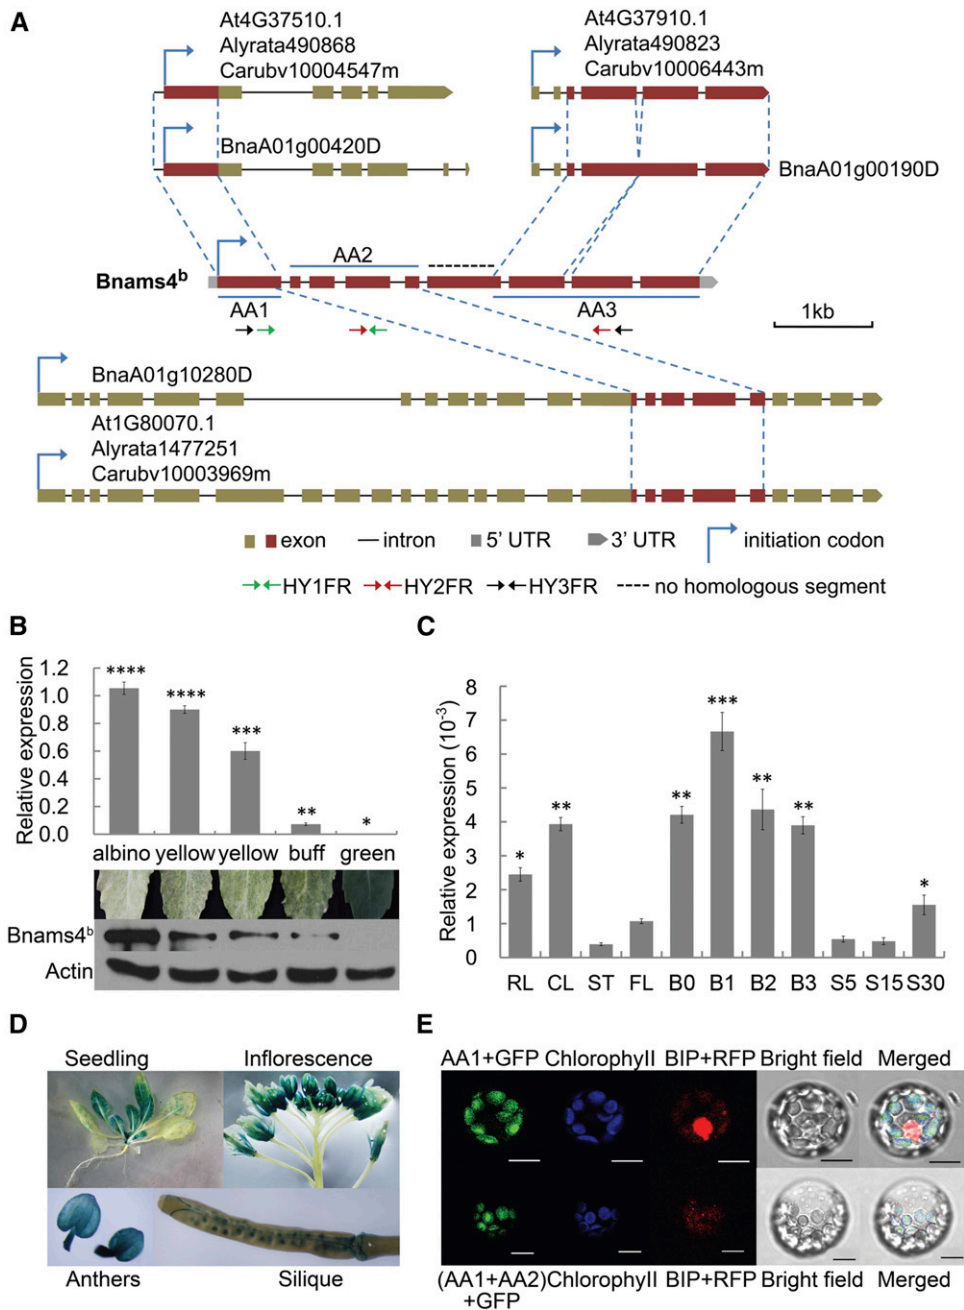 A
At4G37510.1
Alyrata490868
Carubv10004547m
At4G37910.1
Alyrata490823
Carubv10006443m
BnaA01g00420D
BnaA01g00190D
Bnams4b
AA2
AA1
AA3
1kb
BnaA01g10280D
At1G80070.1
Alyrata1477251
Carubv10003969m
exon intron 5' UTR 3' UTR initiation codon
HY1FR HY2FR HY3FR no homologous segment
B
Relative expression
1.2
1.0
0.8
0.6
0.4
0.2
0.0
**** **** *** ** *
albino yellow yellow buff green
Bnams4b
Actin
C
Relative expression (10-3)
8
7
6
5
4
3
2
1
0
* ** ** *** ** ** *
RL CL ST FL B0 B1 B2 B3 S5 S15 S30
D
Seedling Inflorescence
Anthers Silique
E
AA1+GFP ChlorophyII BIP+RFP Bright field Merged
(AA1+AA2) ChlorophyII BIP+RFP Bright field Merged
+GFP